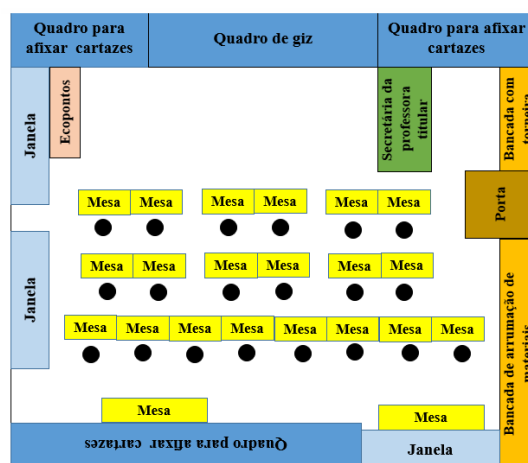 Quadro para
afixar cartazes
Quadro de giz
Quadro para afixar
cartazes
Janela
Ecopontos
Secretária da
professora
titular
Bancada com
torneira
Mesa Mesa Mesa Mesa Mesa Mesa
Porta
Janela
Mesa Mesa Mesa Mesa Mesa Mesa
Mesa Mesa Mesa Mesa Mesa Mesa Mesa Mesa
Bancada de arrumação de
materiais
Mesa
Mesa
Quadro para afixar cartazes
Janela